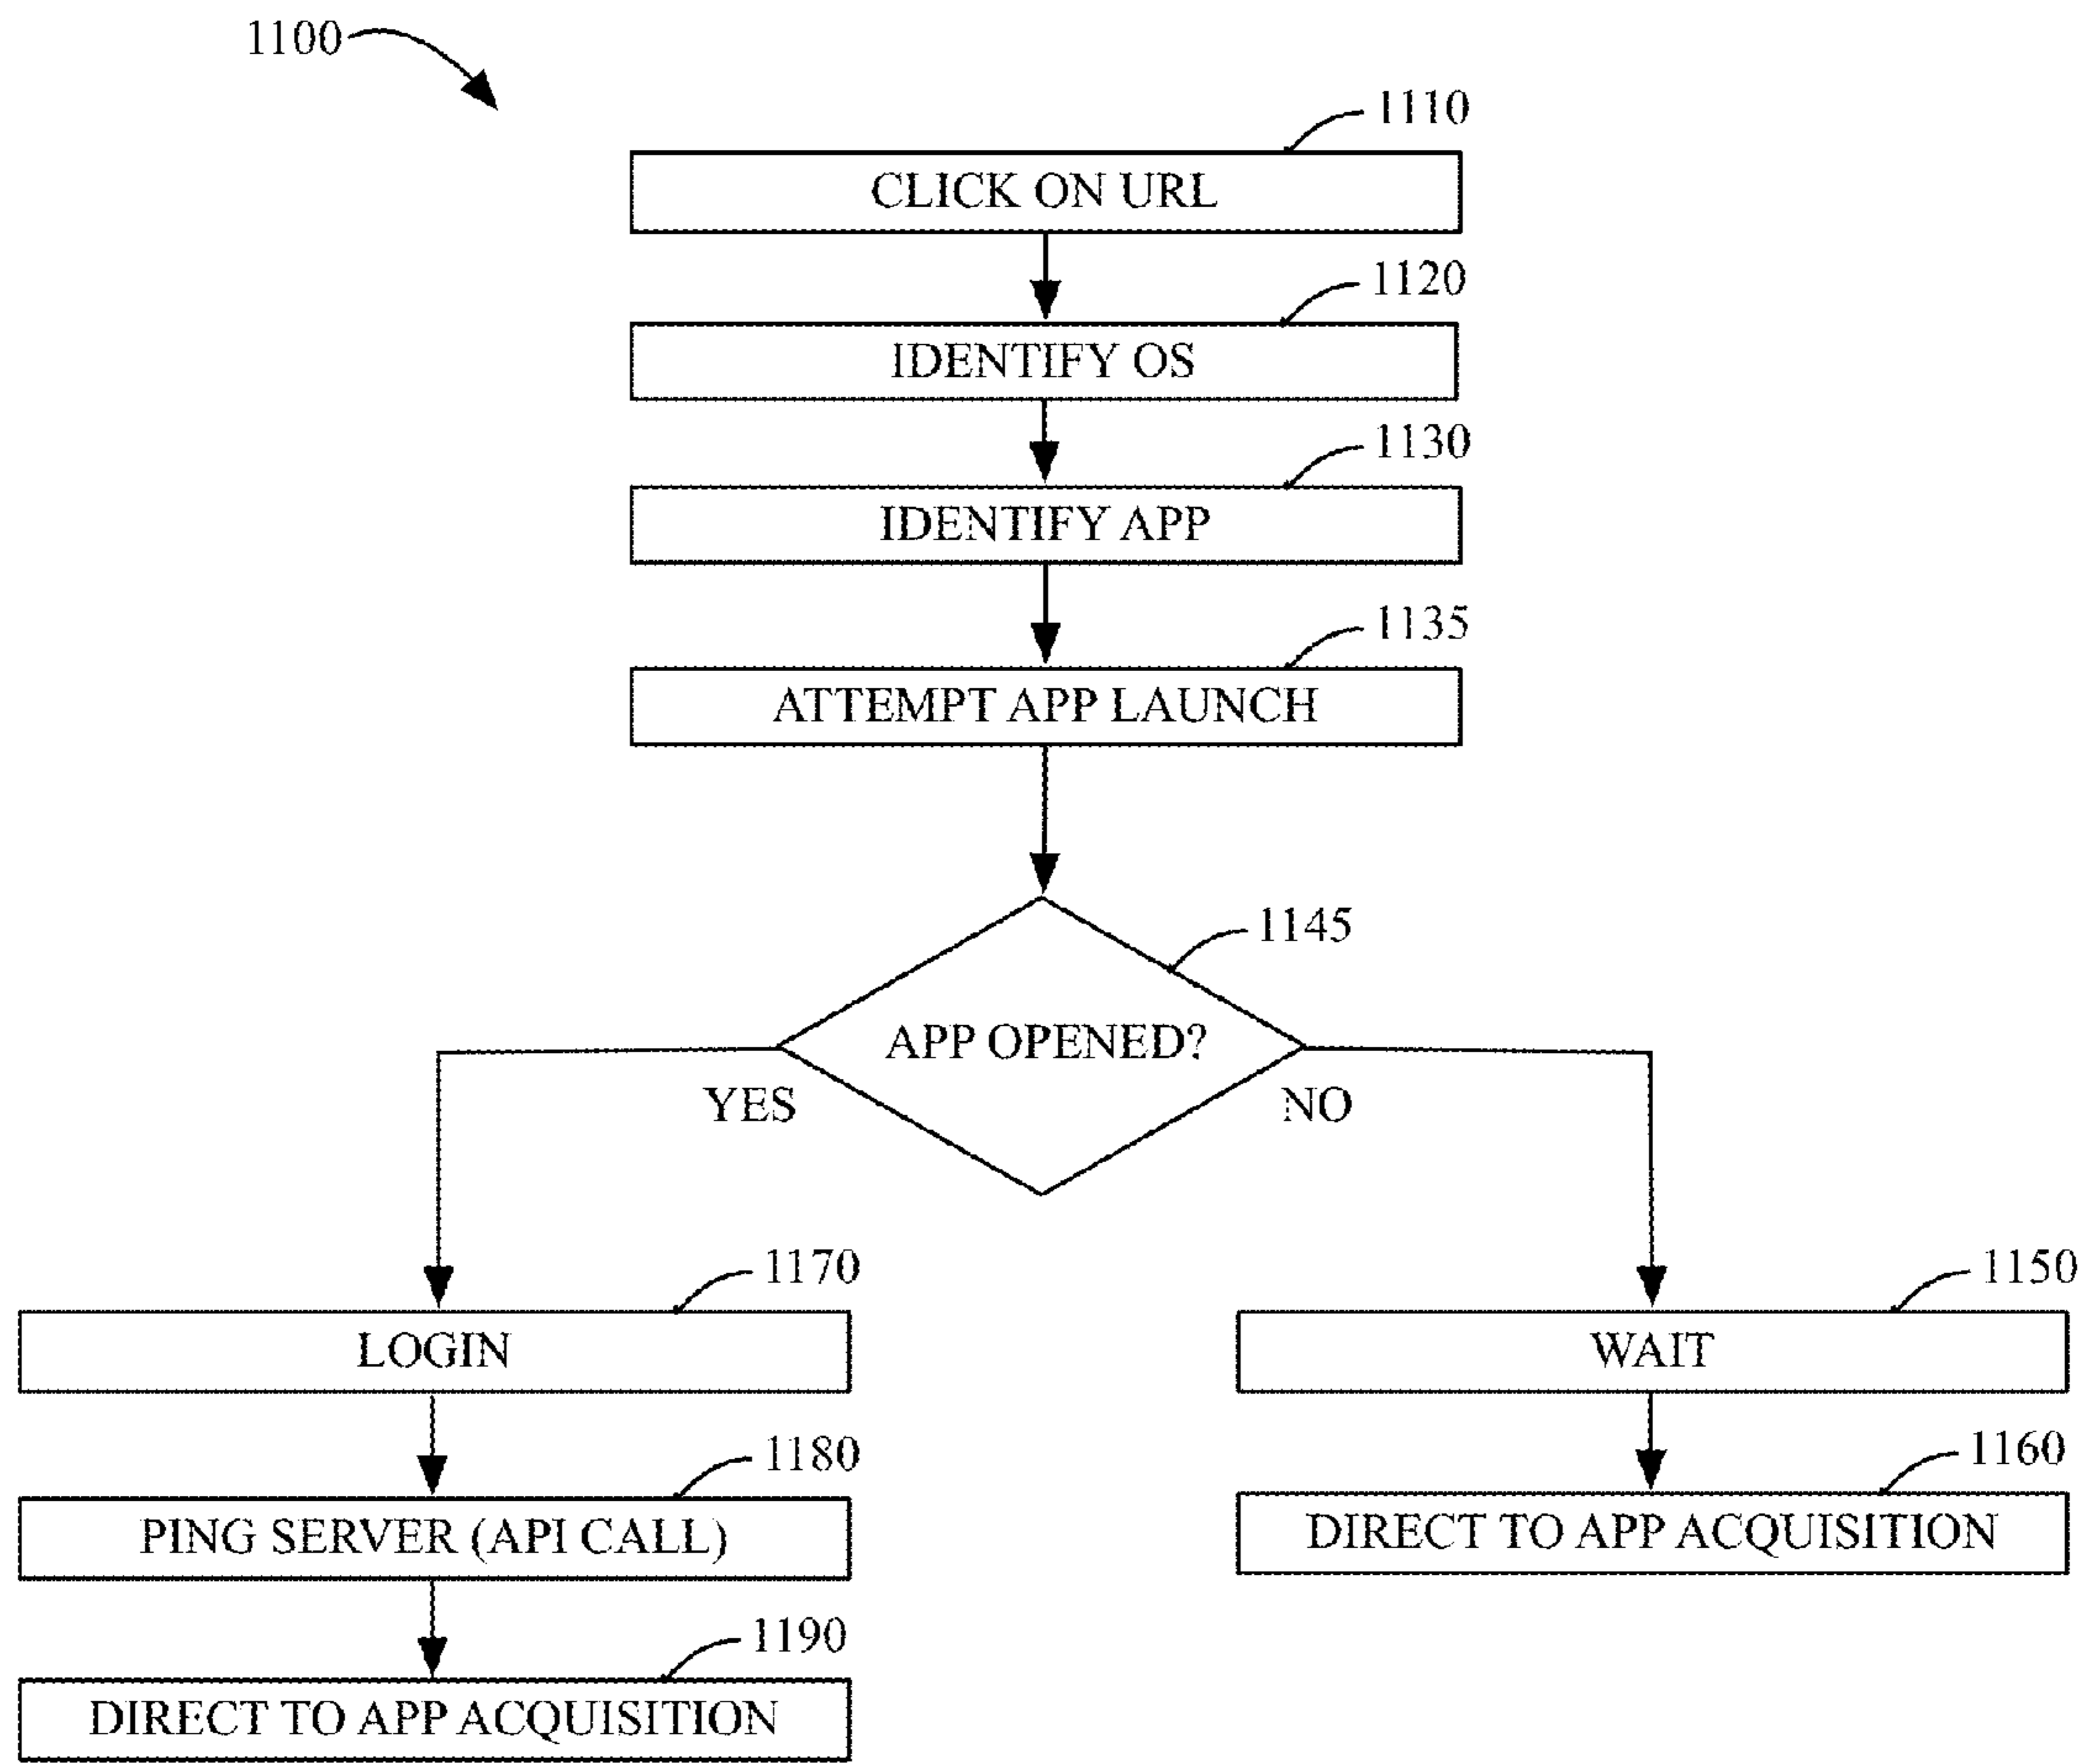 1100
1110
CLICK ON URL
1120
IDENTIFY OS
1130
IDENTIFY APP
1135
ATTEMPT APP LAUNCH
1145
APP OPENED?
YES
NO
1170
LOGIN
1180
PING SERVER (API CALL)
1190
DIRECT TO APP ACQUISITION
1150
WAIT
1160
DIRECT TO APP ACQUISITION